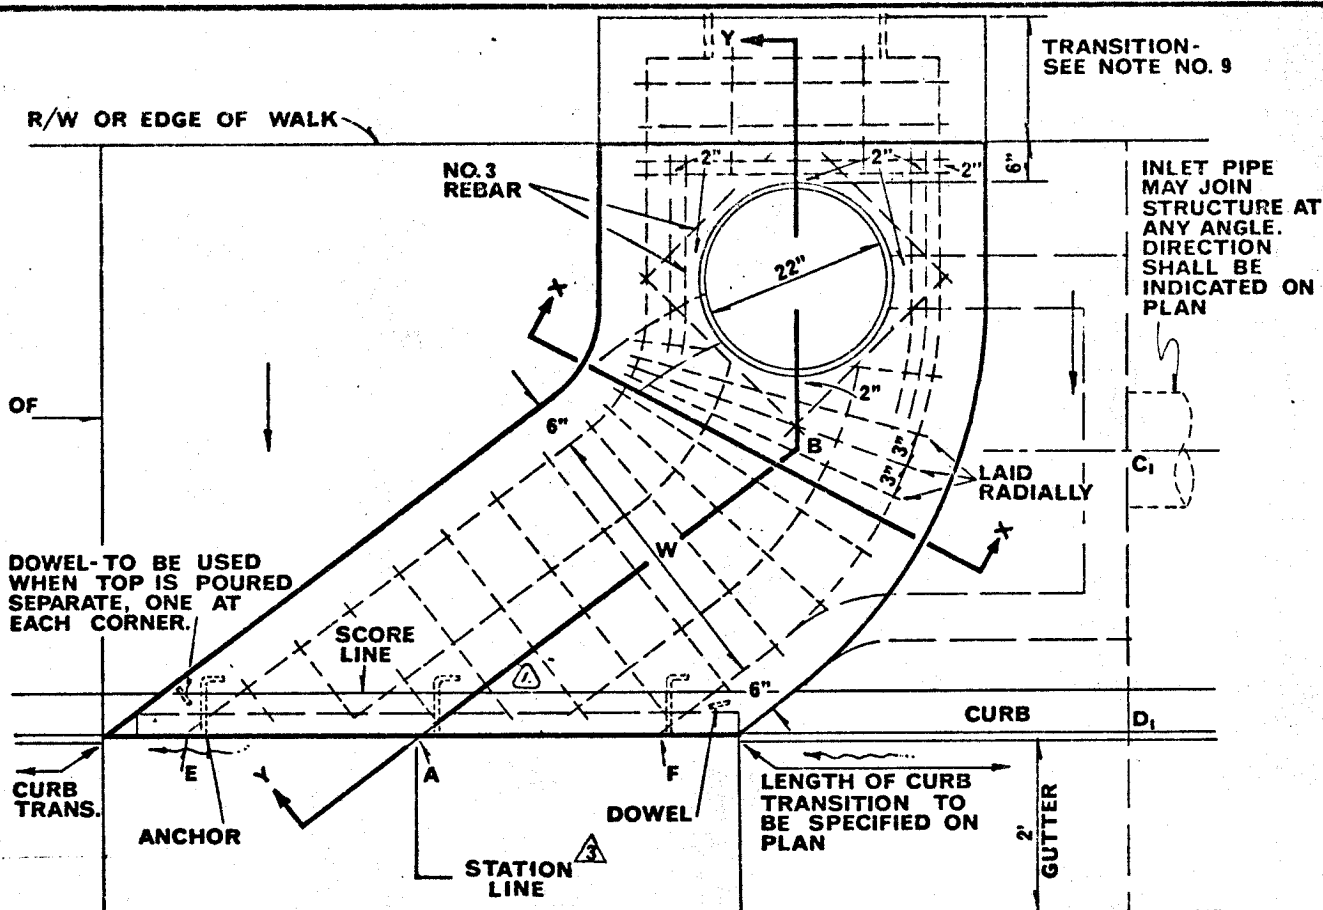 Y
TRANSITION-
SEE NOTE NO. 9
R/W OR EDGE OF WALK
NO. 3
REBAR
2"
2"
2"
6"
INLET PIPE
MAY JOIN
STRUCTURE AT
ANY ANGLE.
DIRECTION
SHALL BE
INDICATED ON
PLAN
22"
X
OF
6"
2"
B
3"
3"
LAID
RADIALLY
C₁
W
X
DOWEL-TO BE USED
WHEN TOP IS POURED
SEPARATE, ONE AT
EACH CORNER.
SCORE
LINE
1.
6"
CURB
D₁
E
A
F
Y
CURB
TRANS.
ANCHOR
DOWEL
LENGTH OF CURB
TRANSITION TO
BE SPECIFIED ON
PLAN
2'
GUTTER
STATION
LINE
3